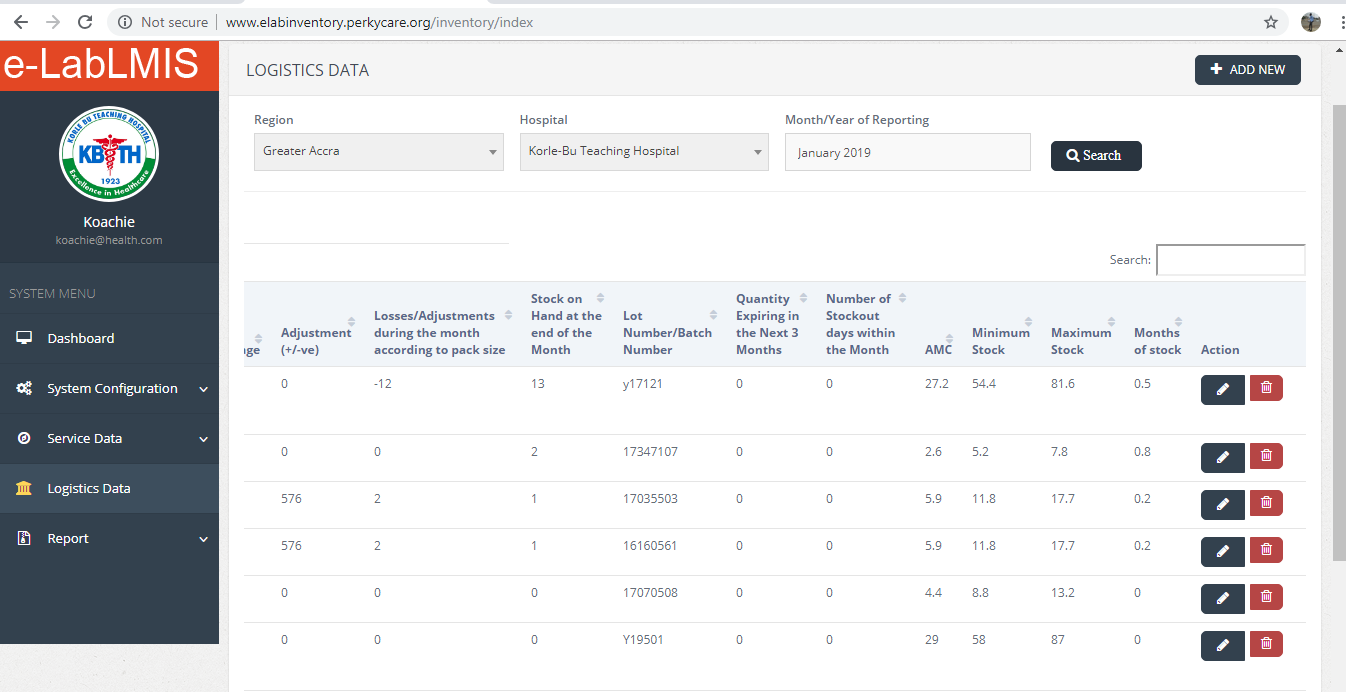 Not secure | www.elabinventory.perkycare.org/inventory/index
e-LabLMIS
KORLE BU TEACHING HOSPITAL
KBTH
1923
Excellence in Healthcare
Koachie
koachie@health.com
SYSTEM MENU
Dashboard
System Configuration
Service Data
Logistics Data
Report
LOGISTICS DATA
+ ADD NEW
Region
Hospital
Month/Year of Reporting
Greater Accra
Korle-Bu Teaching Hospital
January 2019
Search
Search:
ge
Adjustment
(+/-ve)
Losses/Adjustments
during the month
according to pack size
Stock on
Hand at the
end of the
Month
Lot
Number/Batch
Number
Quantity
Expiring in
the Next 3
Months
Number of
Stockout
days within
the Month
AMC
Minimum
Stock
Maximum
Stock
Months
of stock
Action
0 -12 13 y17121 0 0 27.2 54.4 81.6 0.5
0 0 2 17347107 0 0 2.6 5.2 7.8 0.8
576 2 1 17035503 0 0 5.9 11.8 17.7 0.2
576 2 1 16160561 0 0 5.9 11.8 17.7 0.2
0 0 0 17070508 0 0 4.4 8.8 13.2 0
0 0 0 Y19501 0 0 29 58 87 0